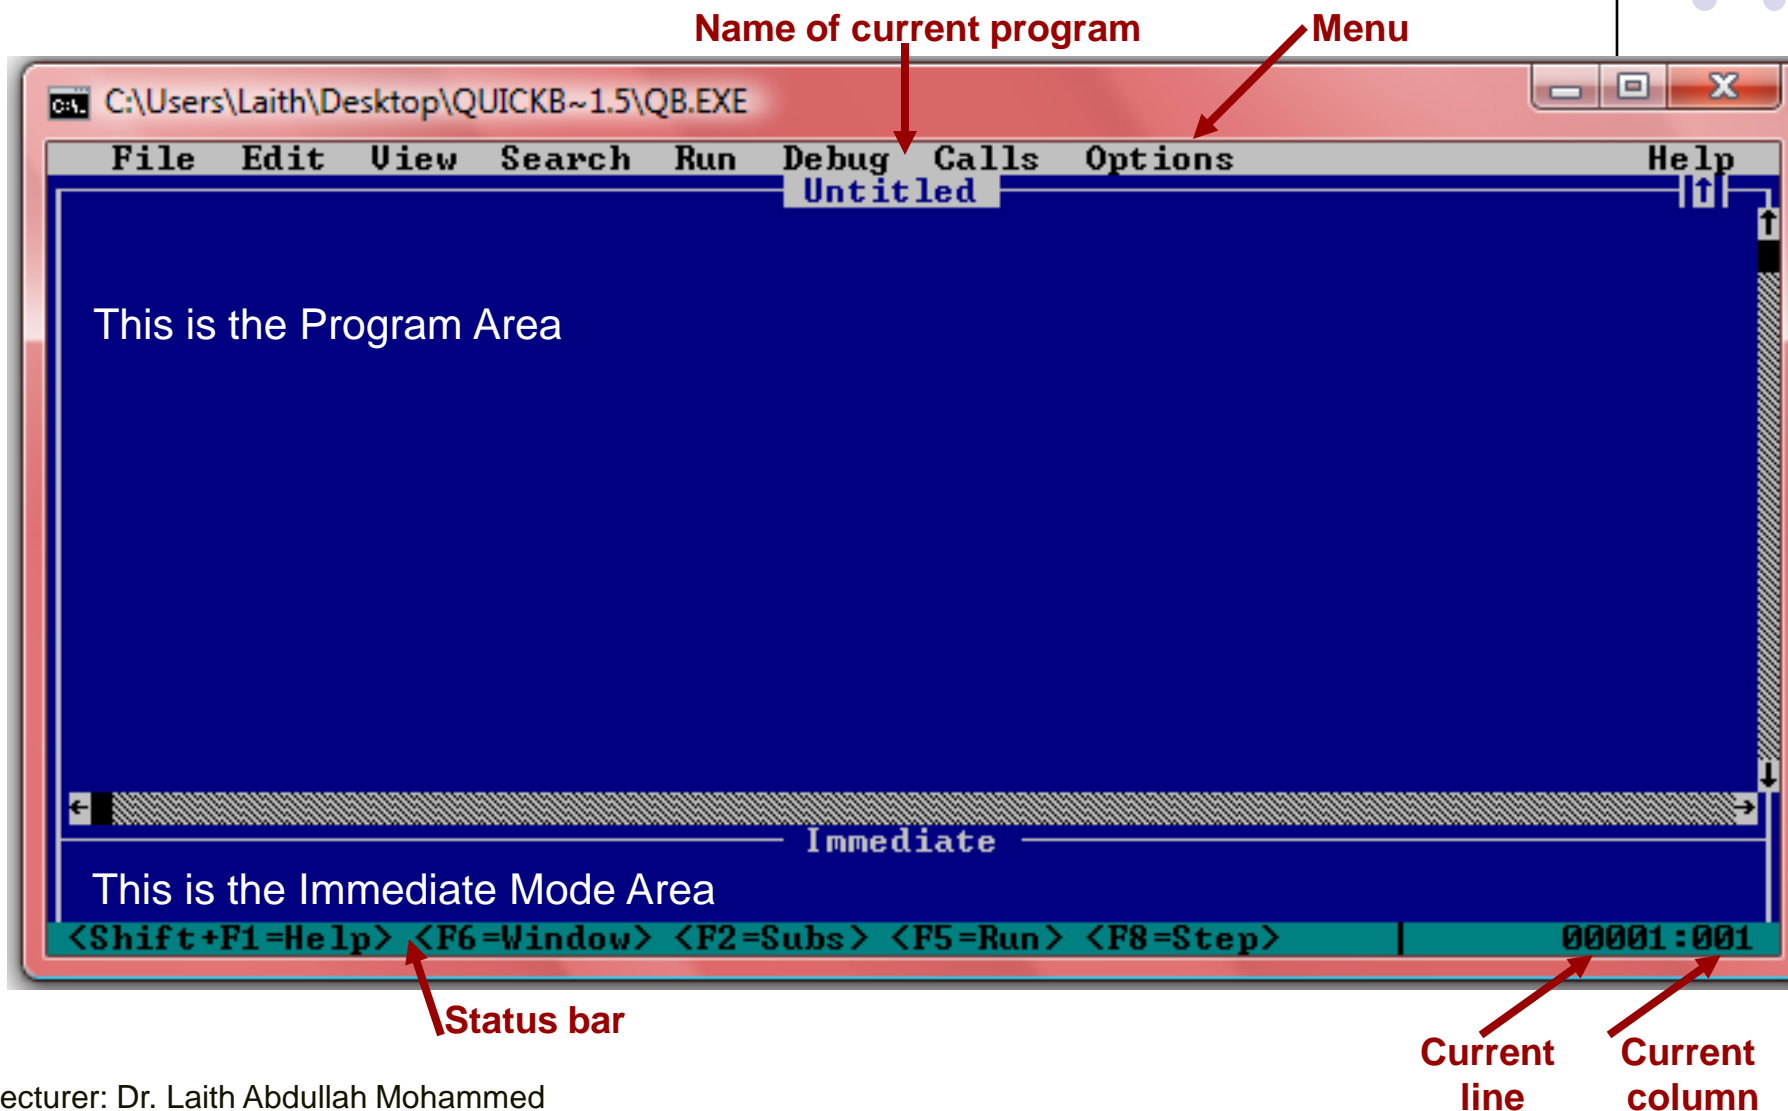 Name of current program Menu
C:\Users\Laith\Desktop\QUICKB~1.5\QB.EXE
File Edit View Search Run Debug Calls Options Help
Untitled
This is the Program Area
Immediate
This is the Immediate Mode Area
<Shift+F1=Help> <F6=Window> <F2=Subs> <F5=Run> <F8=Step> 00001:001
Status bar
Current line
Current column
ecturer: Dr. Laith Abdullah Mohammed